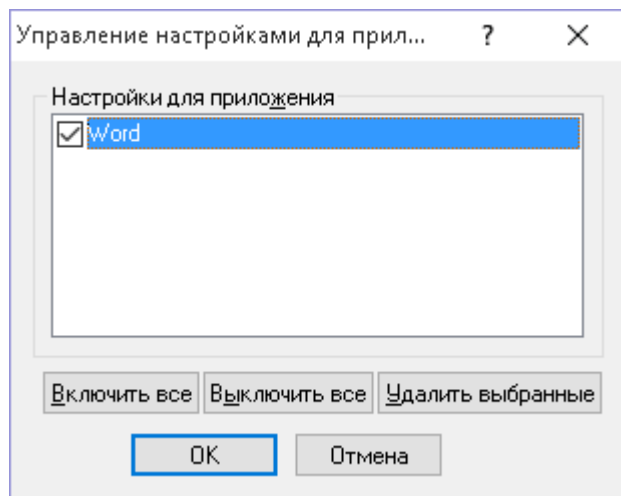 Управление настройками для прил... ?
Настройки для приложения
Word
Включить все Выключить все Удалить выбранные
OK Отмена